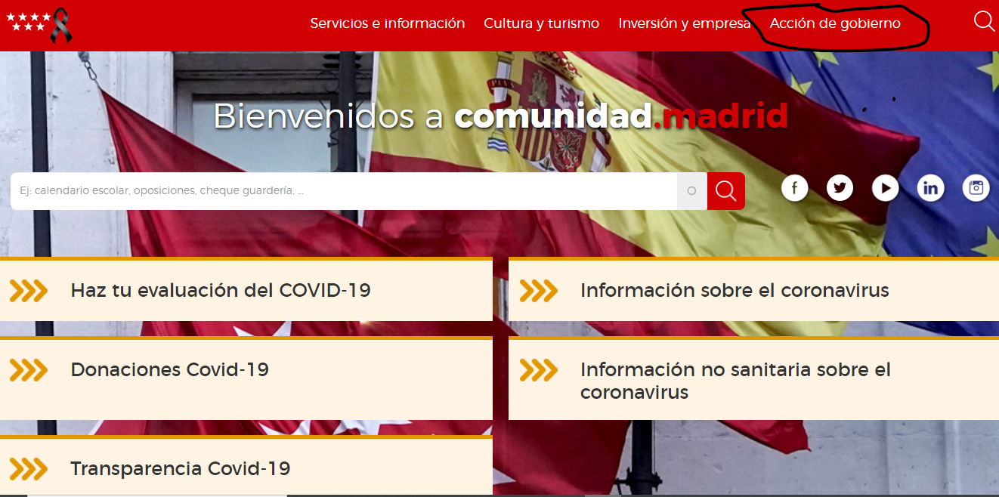 Servicios e información Cultura y turismo Inversión y empresa Acción de gobierno
Bienvenidos a comunidad.madrid
Ej: calendario escolar, oposiciones, cheque guardería, ...
Haz tu evaluación del COVID-19
Información sobre el coronavirus
Donaciones Covid-19
Información no sanitaria sobre el
coronavirus
Transparencia Covid-19